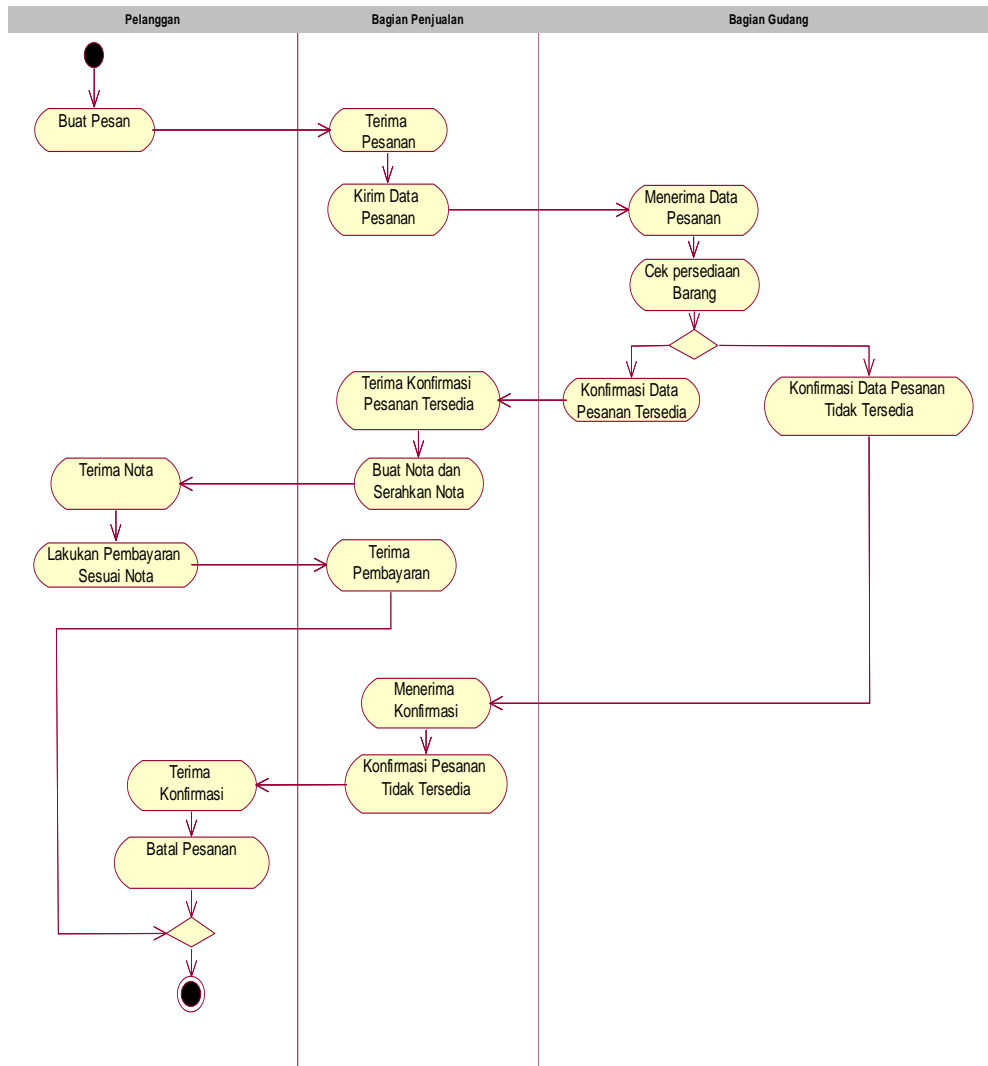 Pelanggan
Bagian Penjualan
Bagian Gudang
Buat Pesan
Terima
Pesanan
Kirim Data
Pesanan
Menerima Data
Pesanan
Cek persediaan
Barang
Konfirmasi Data
Pesanan Tersedia
Konfirmasi Data Pesanan
Tidak Tersedia
Terima Konfirmasi
Pesanan Tersedia
Buat Nota dan
Serahkan Nota
Terima Nota
Lakukan Pembayaran
Sesuai Nota
Terima
Pembayaran
Menerima
Konfirmasi
Konfirmasi Pesanan
Tidak Tersedia
Terima
Konfirmasi
Batal Pesanan